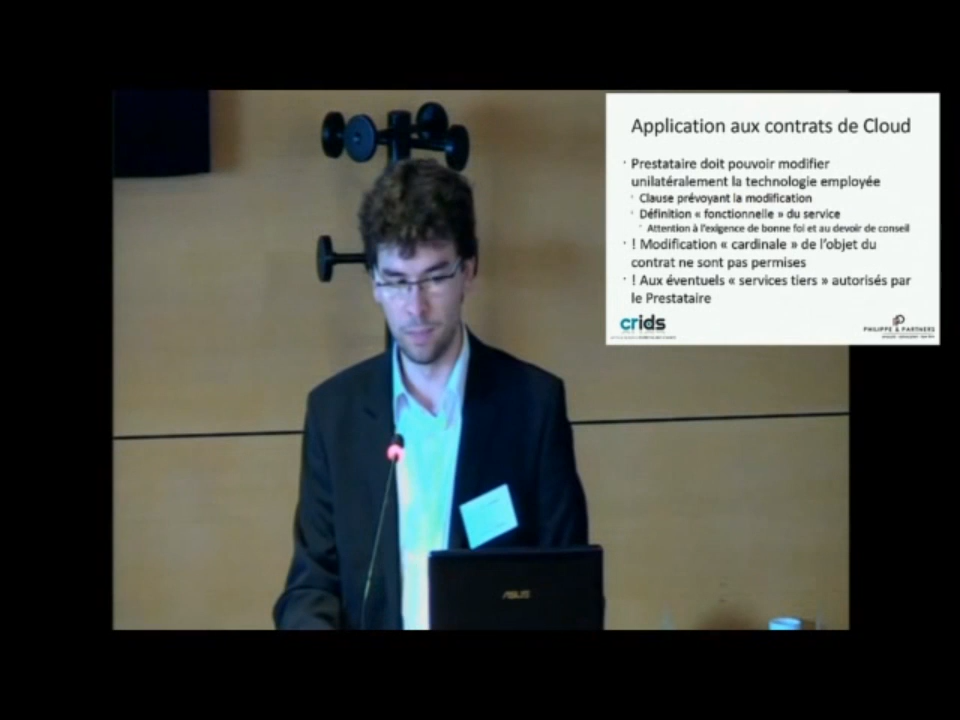 Application aux contrats de Cloud
Prestataire doit pouvoir modifier
unilatéralement la technologie employée
Clause prévoyant la modification
Définition « fonctionnelle » du service
Attention à l'exigence de bonne foi et au devoir de conseil
! Modification « cardinale » de l'objet du
contrat ne sont pas permises
! Aux éventuels « services tiers » autorisés par
le Prestataire
crids
PHILIPPE & PARTNERS
ASUS